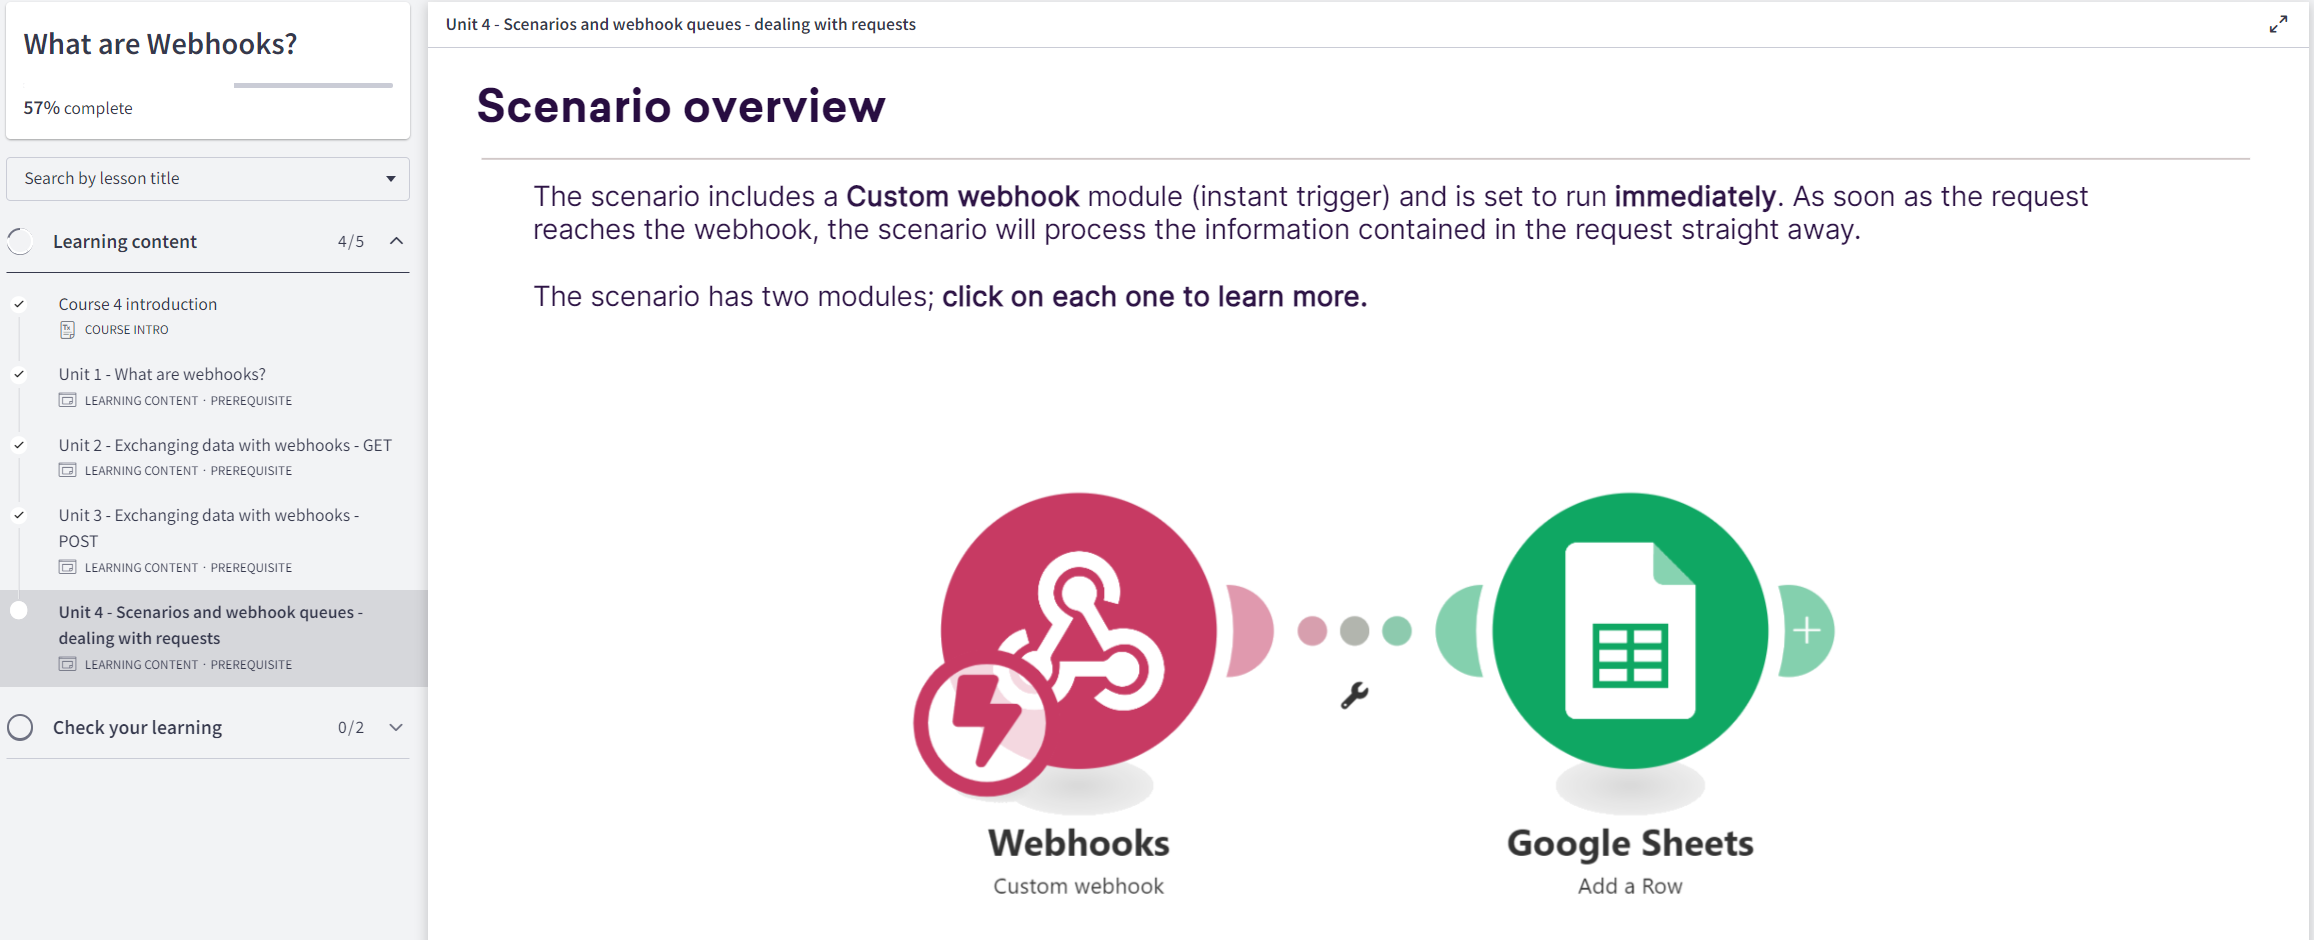 What are Webhooks?
57% complete
Search by lesson title
Learning content 4/5
Course 4 introduction
COURSE INTRO
Unit 1 - What are webhooks?
LEARNING CONTENT · PREREQUISITE
Unit 2 - Exchanging data with webhooks - GET
LEARNING CONTENT · PREREQUISITE
Unit 3 - Exchanging data with webhooks -
POST
LEARNING CONTENT · PREREQUISITE
Unit 4 - Scenarios and webhook queues -
dealing with requests
LEARNING CONTENT · PREREQUISITE
Check your learning 0/2
Unit 4 - Scenarios and webhook queues - dealing with requests
Scenario overview
The scenario includes a Custom webhook module (instant trigger) and is set to run immediately. As soon as the request
reaches the webhook, the scenario will process the information contained in the request straight away.
The scenario has two modules; click on each one to learn more.
Webhooks
Custom webhook
Google Sheets
Add a Row